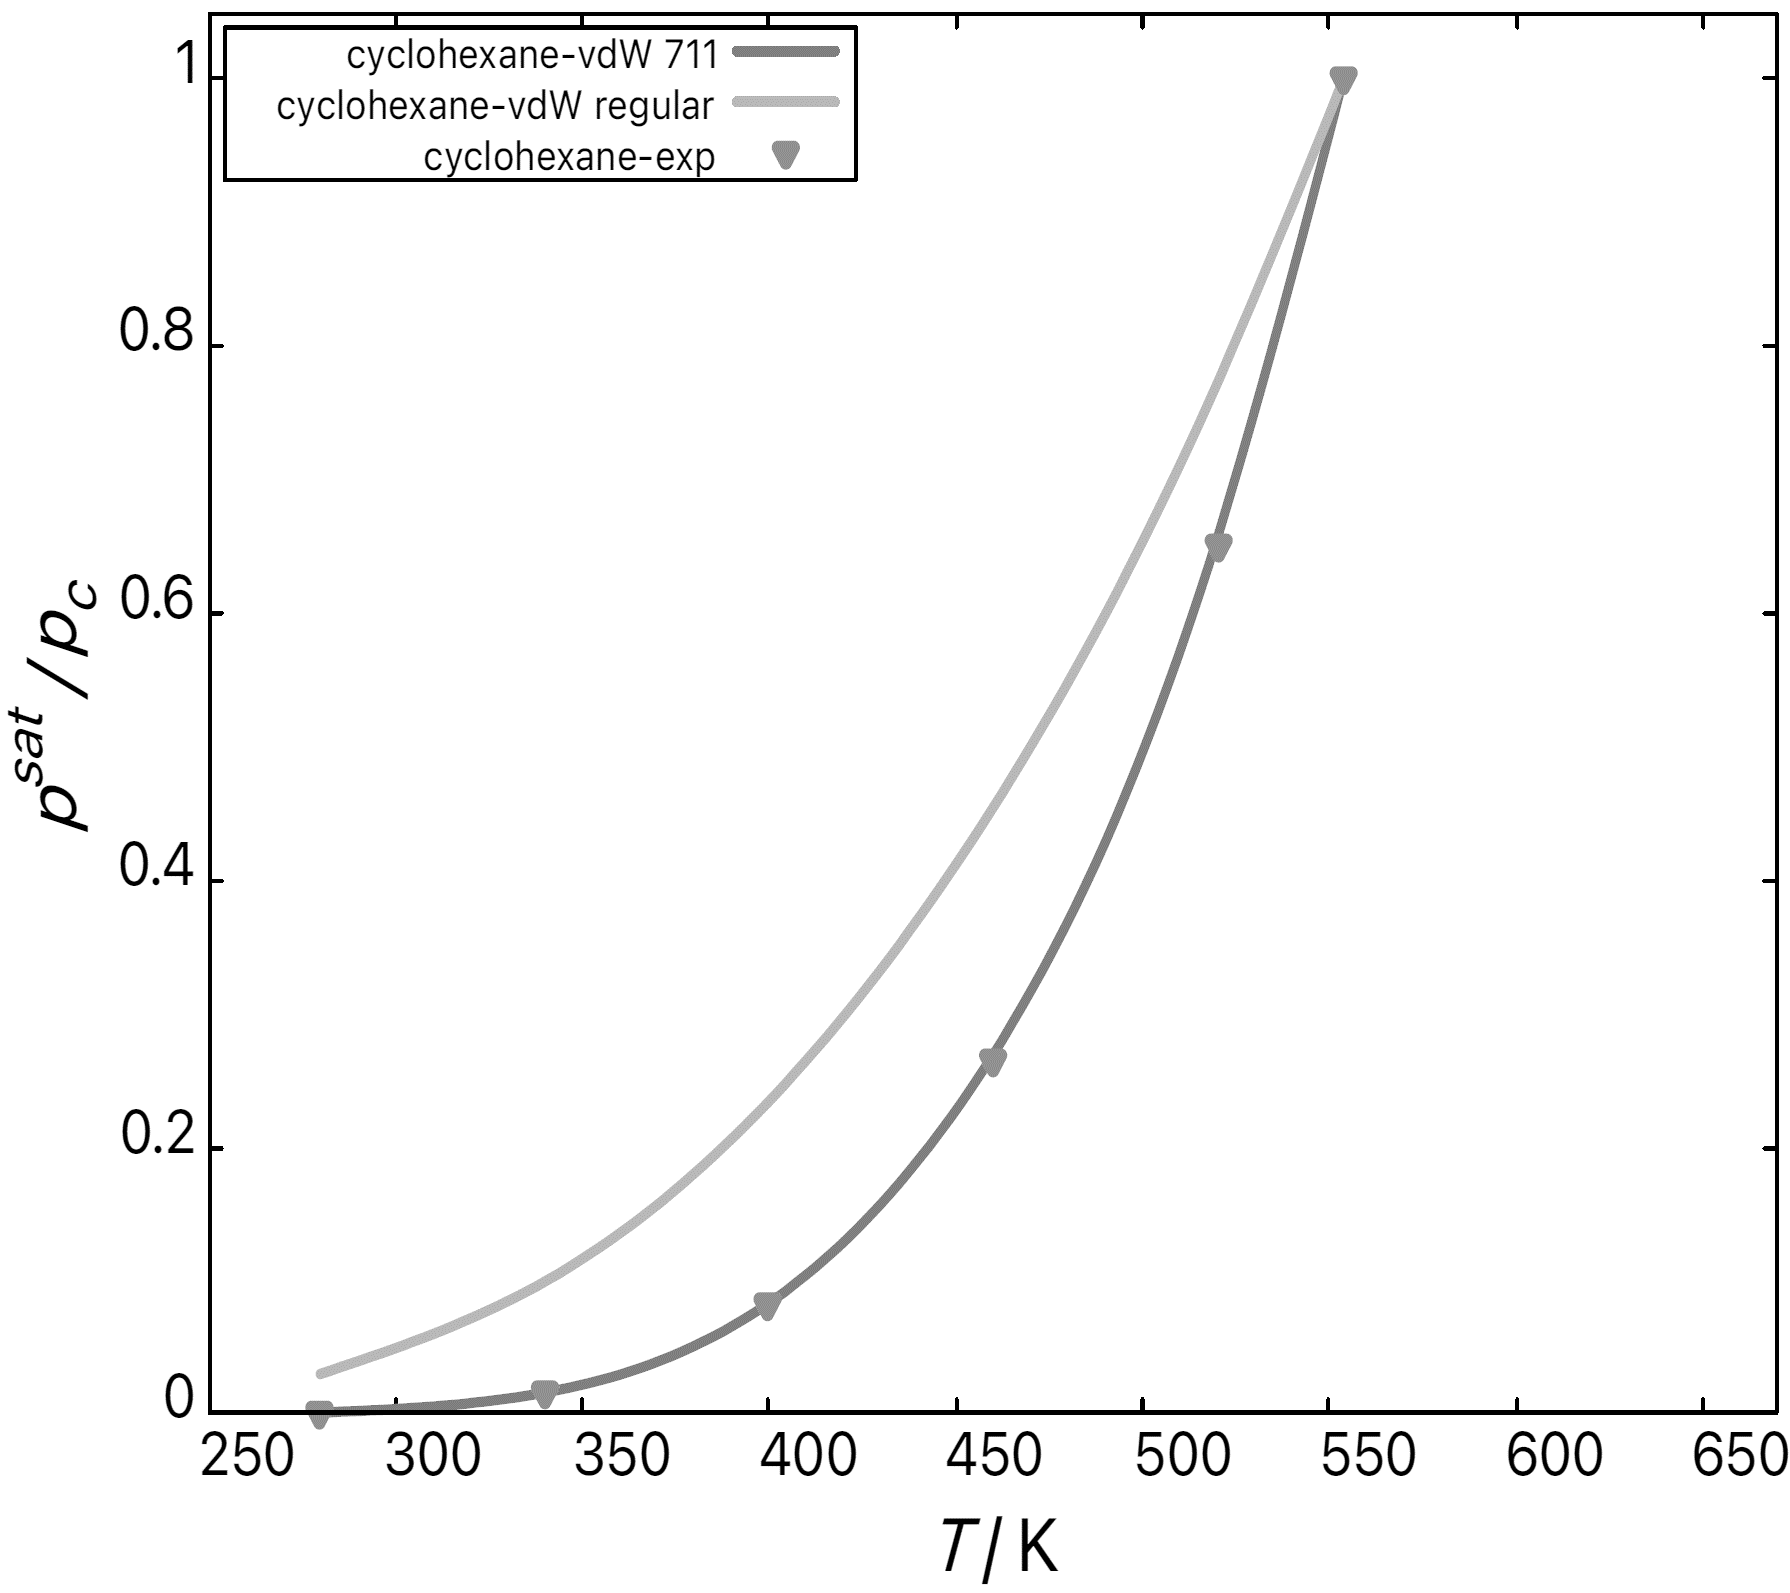 cyclohexane-vdW 711
cyclohexane-vdW regular
cyclohexane-exp
1
0.8
0.6
0.4
0.2
0
p^sat / p_c
250 300 350 400 450 500 550 600 650
T / K